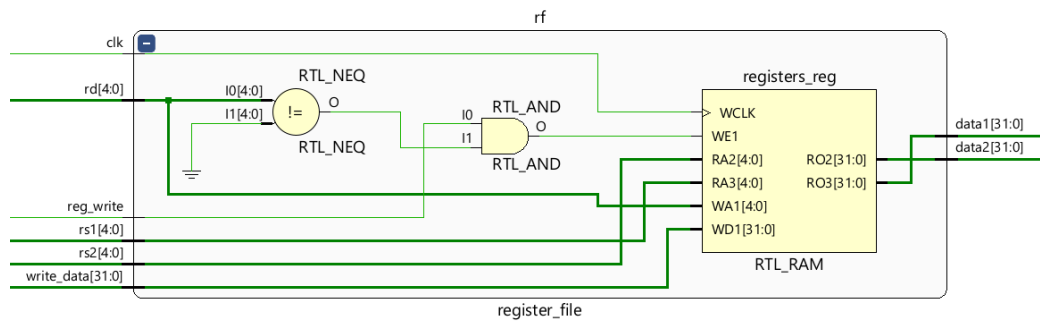 rf
clk
RTL_NEQ
registers_reg
rd[4:0]
I0[4:0]
O
RTL_AND
I1[4:0]
!=
I0
WCLK
data1[31:0]
RTL_NEQ
I1
O
WE1
data2[31:0]
RTL_AND
RA2[4:0]
RO2[31:0]
RA3[4:0]
RO3[31:0]
reg_write
WA1[4:0]
rs1[4:0]
WD1[31:0]
rs2[4:0]
RTL_RAM
write_data[31:0]
register_file